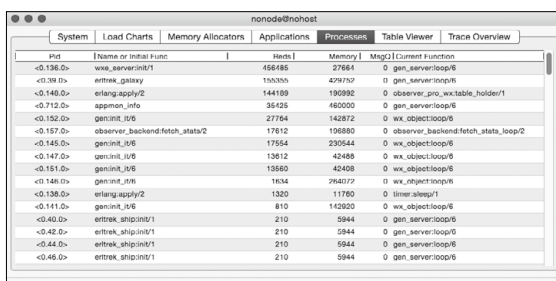 nonode@nohost
System Load Charts Memory Allocators Applications Processes Table Viewer Trace Overview
Pid Name or Initial Func Reds Memory MsgQ Current Function
<0.136.0> wxe_server:init/1 456485 27664 0 gen_server:loop/6
<0.39.0> eritrek_galaxy 155355 429752 0 gen_server:loop/6
<0.148.0> erlang:apply/2 144189 190992 0 observer_pro_wx:table_holder/1
<0.712.0> appmon_info 35425 460000 0 gen_server:loop/6
<0.152.0> gen:init_it/6 27764 142872 0 wx_object:loop/6
<0.157.0> observer_backend:fetch_stats/2 17612 196880 0 observer_backend:fetch_stats_loop/2
<0.145.0> gen:init_it/6 17554 230544 0 wx_object:loop/6
<0.147.0> gen:init_it/6 13612 42488 0 wx_object:loop/6
<0.151.0> gen:init_it/6 13560 42408 0 wx_object:loop/6
<0.146.0> gen:init_it/6 1634 264072 0 wx_object:loop/6
<0.138.0> erlang:apply/2 1320 11760 0 timer:sleep/1
<0.141.0> gen:init_it/6 810 142920 0 wx_object:loop/6
<0.40.0> eritrek_ship:init/1 210 5944 0 gen_server:loop/6
<0.42.0> eritrek_ship:init/1 210 5944 0 gen_server:loop/6
<0.44.0> eritrek_ship:init/1 210 5944 0 gen_server:loop/6
<0.46.0> eritrek_ship:init/1 210 5944 0 gen_server:loop/6